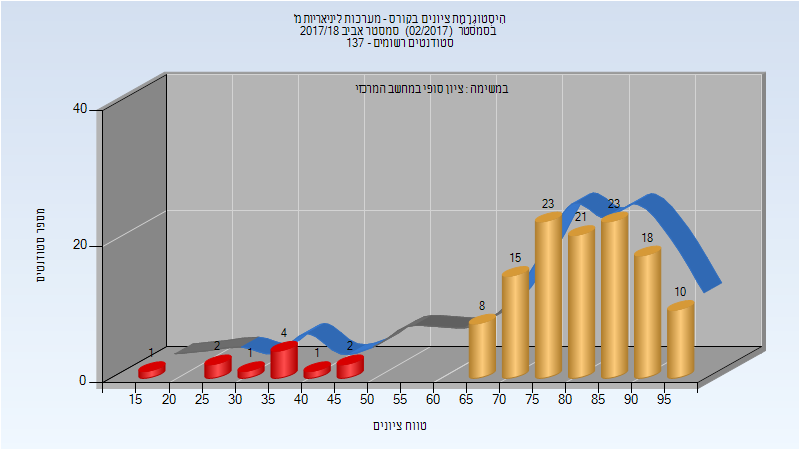 היסטוגרמת ציונים בקורס - מערכות ליניאריות מ'
בסמסטר (02/2017) סמסטר אביב 2017/18
סטודנטים רשומים - 137
במשימה : ציון סופי במחשב המרכזי
מספר סטודנטים
40
20
0
1
2
1
4
1
2
8
15
23
21
23
18
10
15 20 25 30 35 40 45 50 55 60 65 70 75 80 85 90 95
טווח ציונים